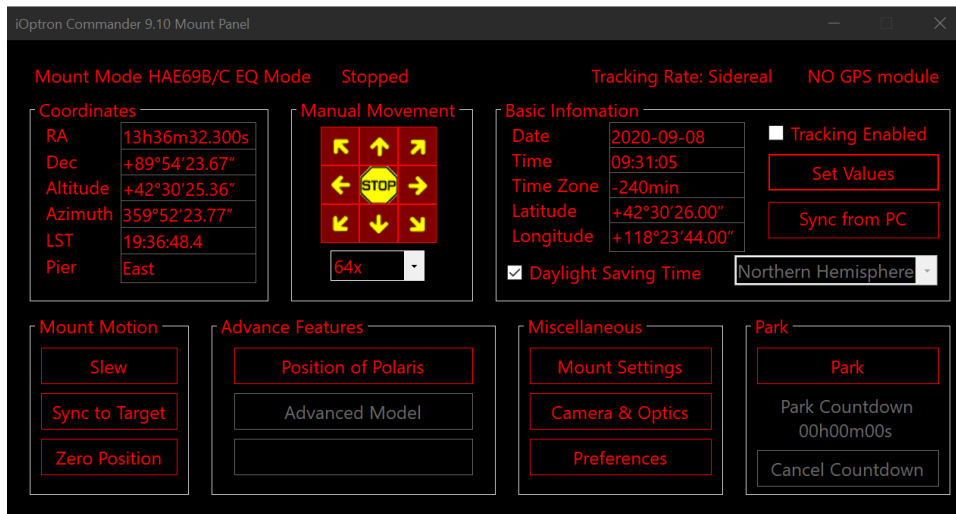 iOptron Commander 9.10 Mount Panel
Mount Mode HAE69B/C EQ Mode Stopped Tracking Rate: Sidereal NO GPS module
Coordinates
RA 13h36m32.300s
Dec +89°54'23.67"
Altitude +42°30'25.36"
Azimuth 359°52'23.77"
LST 19:36:48.4
Pier East
Manual Movement
STOP
64x
Basic Infomation
Date 2020-09-08
Time 09:31:05
Time Zone -240min
Latitude +42°30'26.00"
Longitude +118°23'44.00"
Tracking Enabled
Set Values
Sync from PC
Daylight Saving Time Northern Hemisphere
Mount Motion
Slew
Sync to Target
Zero Position
Advance Features
Position of Polaris
Advanced Model
Miscellaneous
Mount Settings
Camera & Optics
Preferences
Park
Park
Park Countdown
00h00m00s
Cancel Countdown